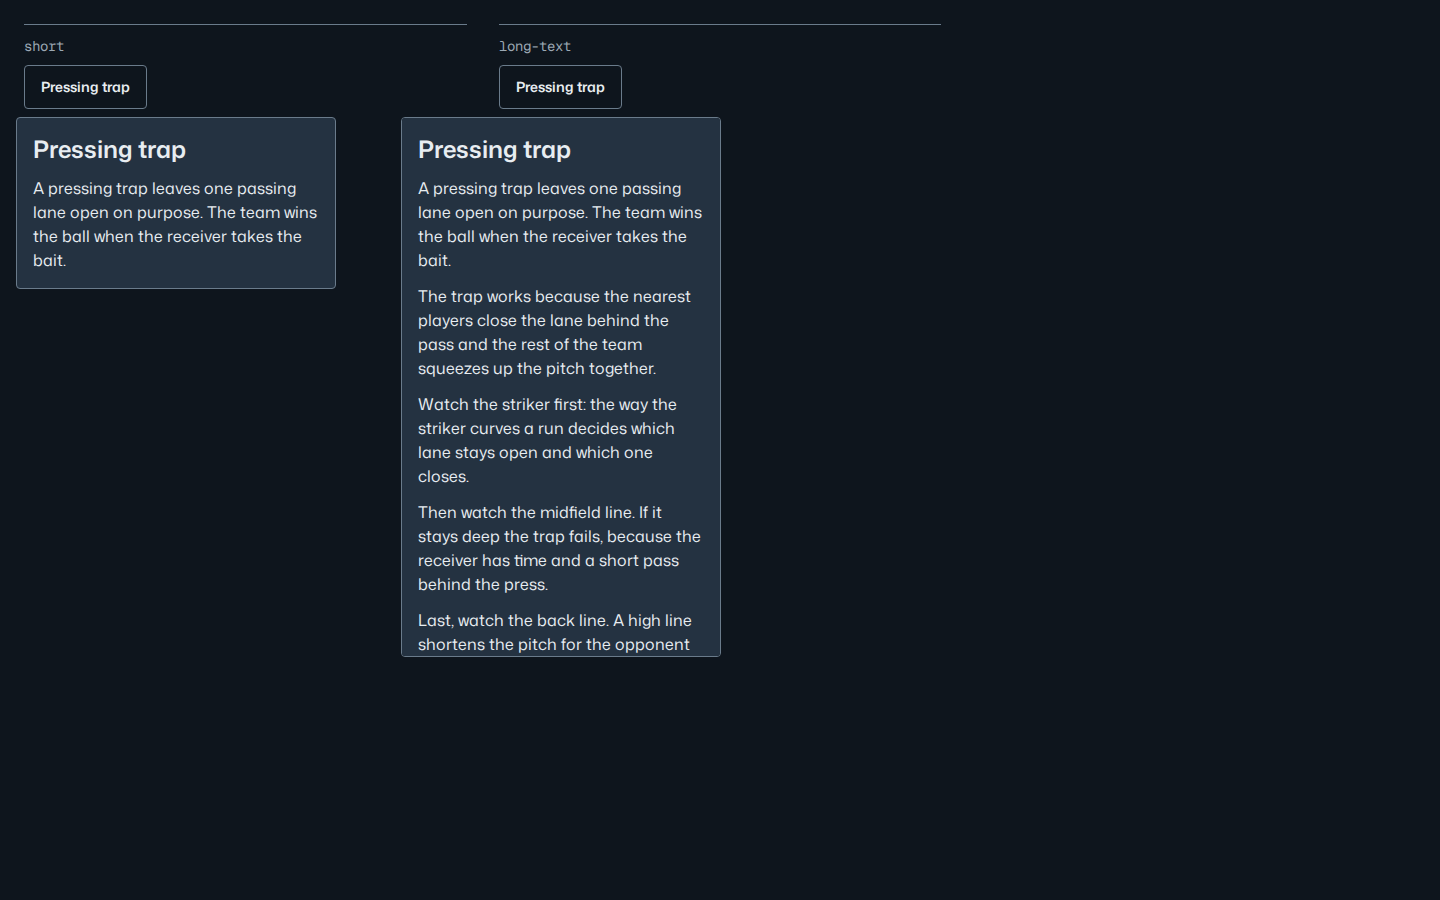 short
Pressing trap
Pressing trap
A pressing trap leaves one passing
lane open on purpose. The team wins
the ball when the receiver takes the
bait.
long-text
Pressing trap
Pressing trap
A pressing trap leaves one passing
lane open on purpose. The team wins
the ball when the receiver takes the
bait.
The trap works because the nearest
players close the lane behind the
pass and the rest of the team
squeezes up the pitch together.
Watch the striker first: the way the
striker curves a run decides which
lane stays open and which one
closes.
Then watch the midfield line. If it
stays deep the trap fails, because the
receiver has time and a short pass
behind the press.
Last, watch the back line. A high line
shortens the pitch for the opponent